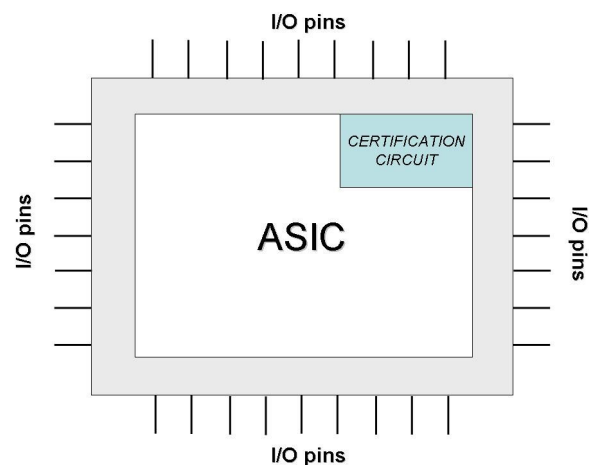 I/O pins
CERTIFICATION
CIRCUIT
I/O pins
ASIC
I/O pins
I/O pins